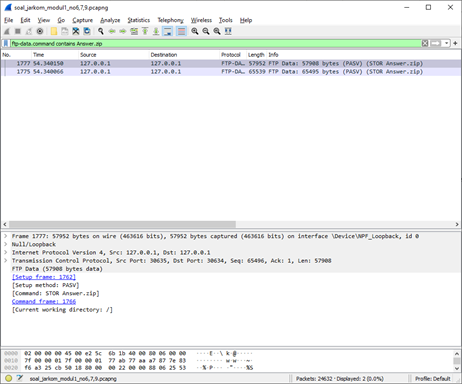 soal_jarkom_modul1_no6,7,9.pcapng
File Edit View Go Capture Analyze Statistics Telephony Wireless Tools Help
ftp-data.command contains Answer.zip
No. Time Source Destination Protocol Length Info
1777 54.340150 127.0.0.1 127.0.0.1 FTP-DA… 57952 FTP Data: 57908 bytes (PASV) (STOR Answer.zip)
1775 54.340066 127.0.0.1 127.0.0.1 FTP-DA… 65539 FTP Data: 65495 bytes (PASV) (STOR Answer.zip)
Frame 1777: 57952 bytes on wire (463616 bits), 57952 bytes captured (463616 bits) on interface \Device\NPF_Loopback, id 0
Null/Loopback
Internet Protocol Version 4, Src: 127.0.0.1, Dst: 127.0.0.1
Transmission Control Protocol, Src Port: 30635, Dst Port: 30634, Seq: 65496, Ack: 1, Len: 57908
FTP Data (57908 bytes data)
[Setup frame: 1762]
[Setup method: PASV]
[Command: STOR Answer.zip]
Command frame: 1766
[Current working directory: /]
0000 02 00 00 00 45 00 e2 5c 6b 1b 40 00 80 06 00 00 ····E··\ k·@·····
0010 7f 00 00 01 7f 00 00 01 77 ab 77 aa a7 87 7e 83 ········ w·w···~·
0020 f6 a3 25 cb 50 18 80 00 00 22 00 00 88 06 25 53 ··%·P··· ·"····%S
soal_jarkom_modul1_no6,7,9.pcapng
Packets: 24632 · Displayed: 2 (0.0%)
Profile: Default